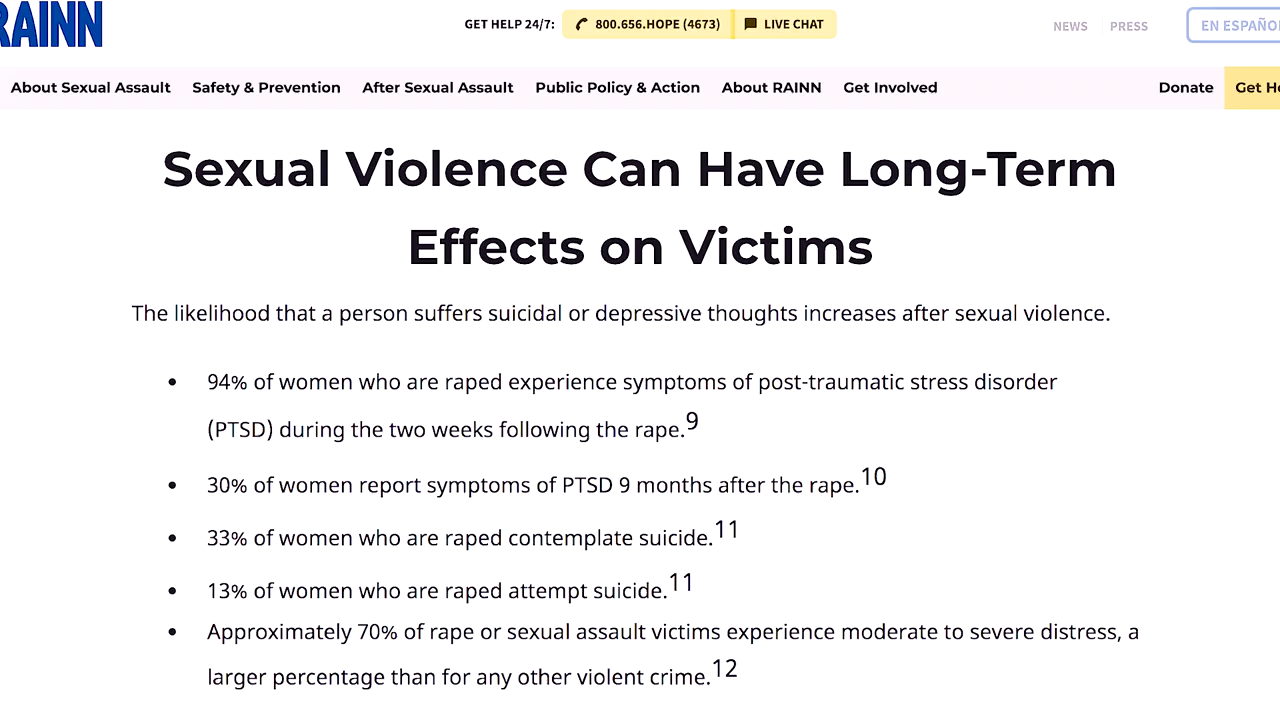 RAINN
GET HELP 24/7: 800.656.HOPE (4673) LIVE CHAT NEWS PRESS EN ESPAÑOL
About Sexual Assault Safety & Prevention After Sexual Assault Public Policy & Action About RAINN Get Involved Donate Get He
Sexual Violence Can Have Long-Term
Effects on Victims
The likelihood that a person suffers suicidal or depressive thoughts increases after sexual violence.
• 94% of women who are raped experience symptoms of post-traumatic stress disorder
(PTSD) during the two weeks following the rape.9
• 30% of women report symptoms of PTSD 9 months after the rape.10
• 33% of women who are raped contemplate suicide.11
• 13% of women who are raped attempt suicide.11
• Approximately 70% of rape or sexual assault victims experience moderate to severe distress, a
larger percentage than for any other violent crime.12